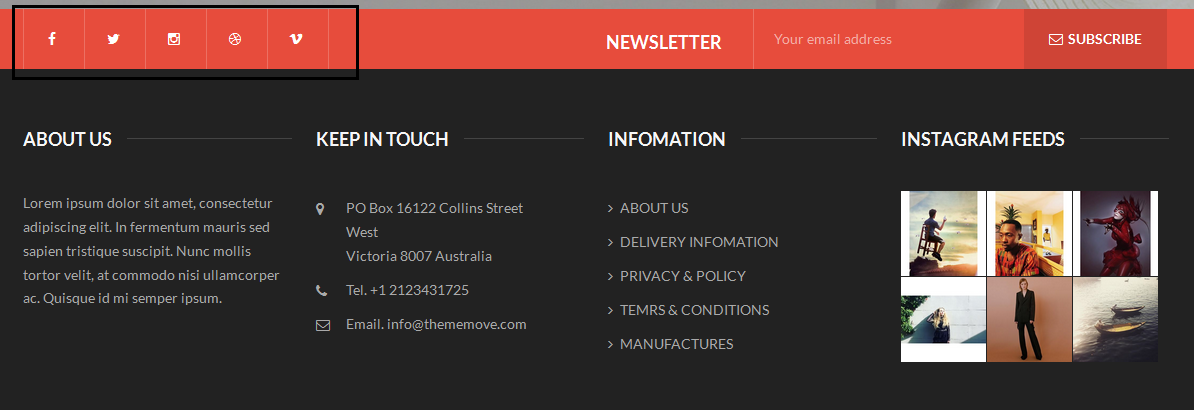 NEWSLETTER
Your email address
SUBSCRIBE
ABOUT US
Lorem ipsum dolor sit amet, consectetur
adipiscing elit. In fermentum mauris sed
sapien tristique suscipit. Nunc mollis
tortor velit, at commodo nisi ullamcorper
ac. Quisque id mi semper ipsum.
KEEP IN TOUCH
PO Box 16122 Collins Street
West
Victoria 8007 Australia
Tel. +1 2123431725
Email. info@thememove.com
INFOMATION
ABOUT US
DELIVERY INFOMATION
PRIVACY & POLICY
TEMRS & CONDITIONS
MANUFACTURES
INSTAGRAM FEEDS